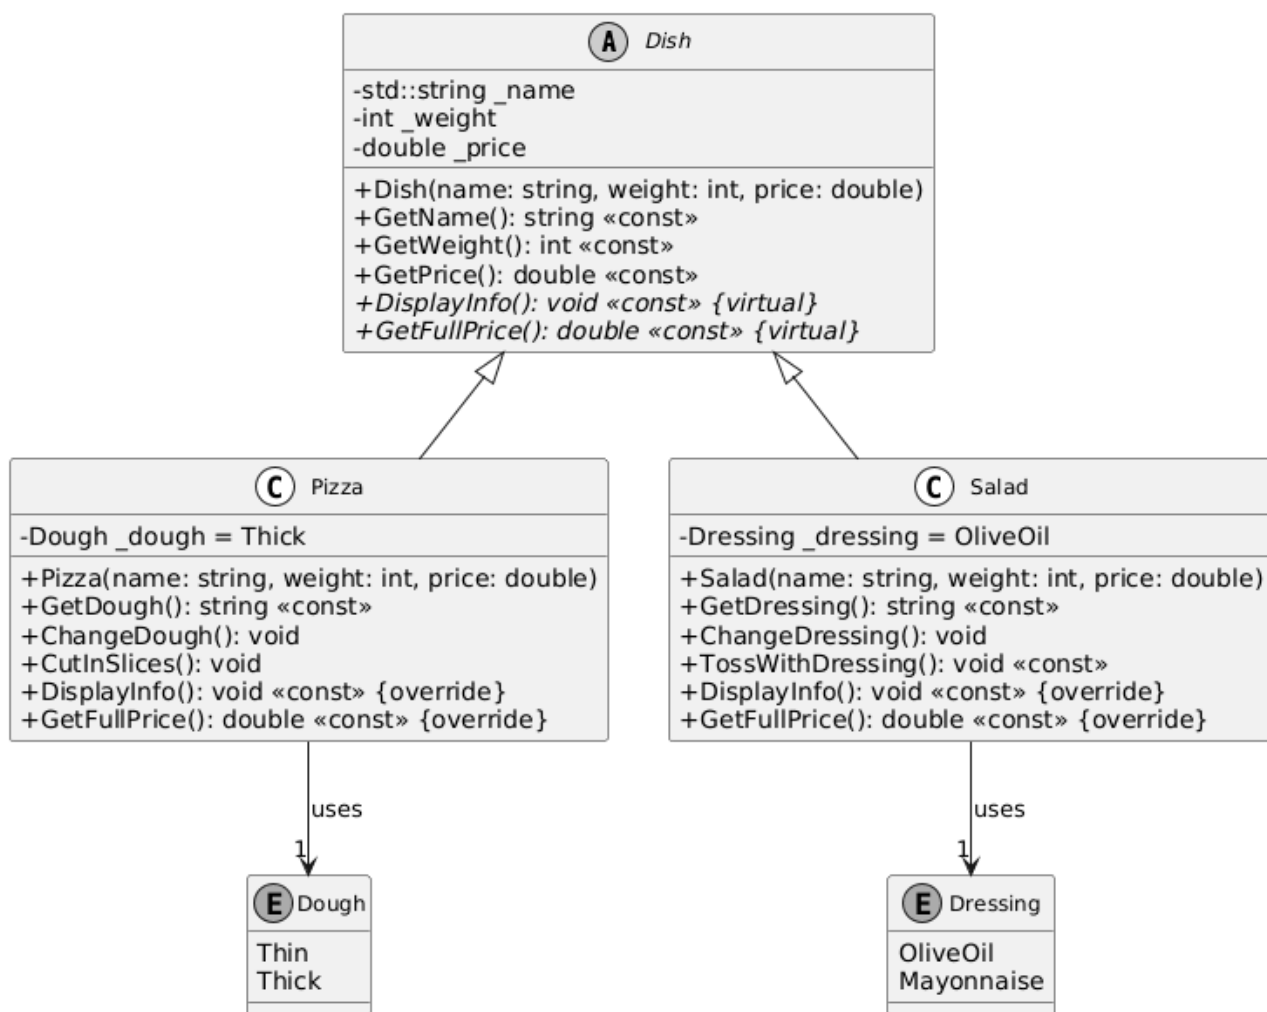 A Dish
-std::string _name
-int _weight
-double _price
+Dish(name: string, weight: int, price: double)
+GetName(): string «const»
+GetWeight(): int «const»
+GetPrice(): double «const»
+DisplayInfo(): void «const» {virtual}
+GetFullPrice(): double «const» {virtual}
C Pizza
-Dough _dough = Thick
+Pizza(name: string, weight: int, price: double)
+GetDough(): string «const»
+ChangeDough(): void
+CutInSlices(): void
+DisplayInfo(): void «const» {override}
+GetFullPrice(): double «const» {override}
C Salad
-Dressing _dressing = OliveOil
+Salad(name: string, weight: int, price: double)
+GetDressing(): string «const»
+ChangeDressing(): void
+TossWithDressing(): void «const»
+DisplayInfo(): void «const» {override}
+GetFullPrice(): double «const» {override}
uses
1
E Dough
Thin
Thick
uses
1
E Dressing
OliveOil
Mayonnaise